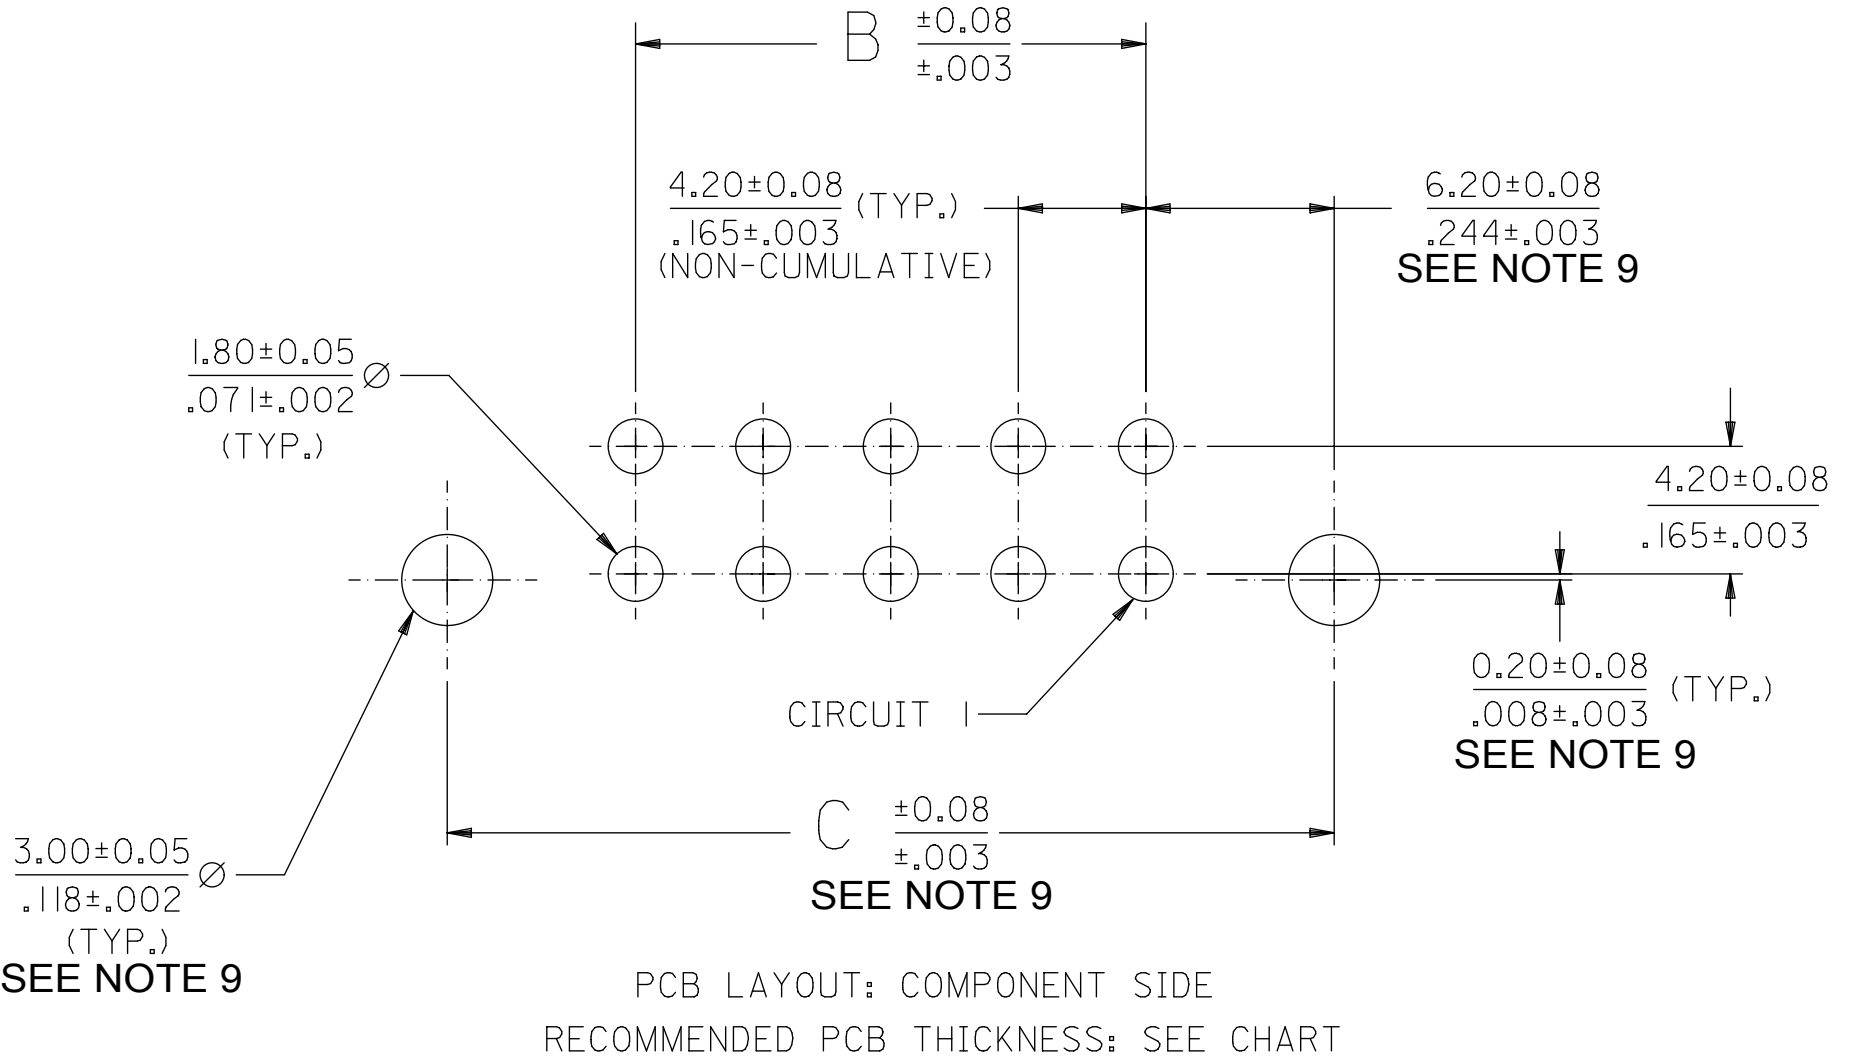 B ±0.08
±.003
4.20±0.08 (TYP.)
.165±.003
(NON-CUMULATIVE)
6.20±0.08
.244±.003
SEE NOTE 9
1.80±0.05 ⌀
.071±.002
(TYP.)
4.20±0.08
.165±.003
0.20±0.08 (TYP.)
.008±.003
SEE NOTE 9
CIRCUIT 1
C ±0.08
±.003
SEE NOTE 9
3.00±0.05 ⌀
.118±.002
(TYP.)
SEE NOTE 9
PCB LAYOUT: COMPONENT SIDE
RECOMMENDED PCB THICKNESS: SEE CHART